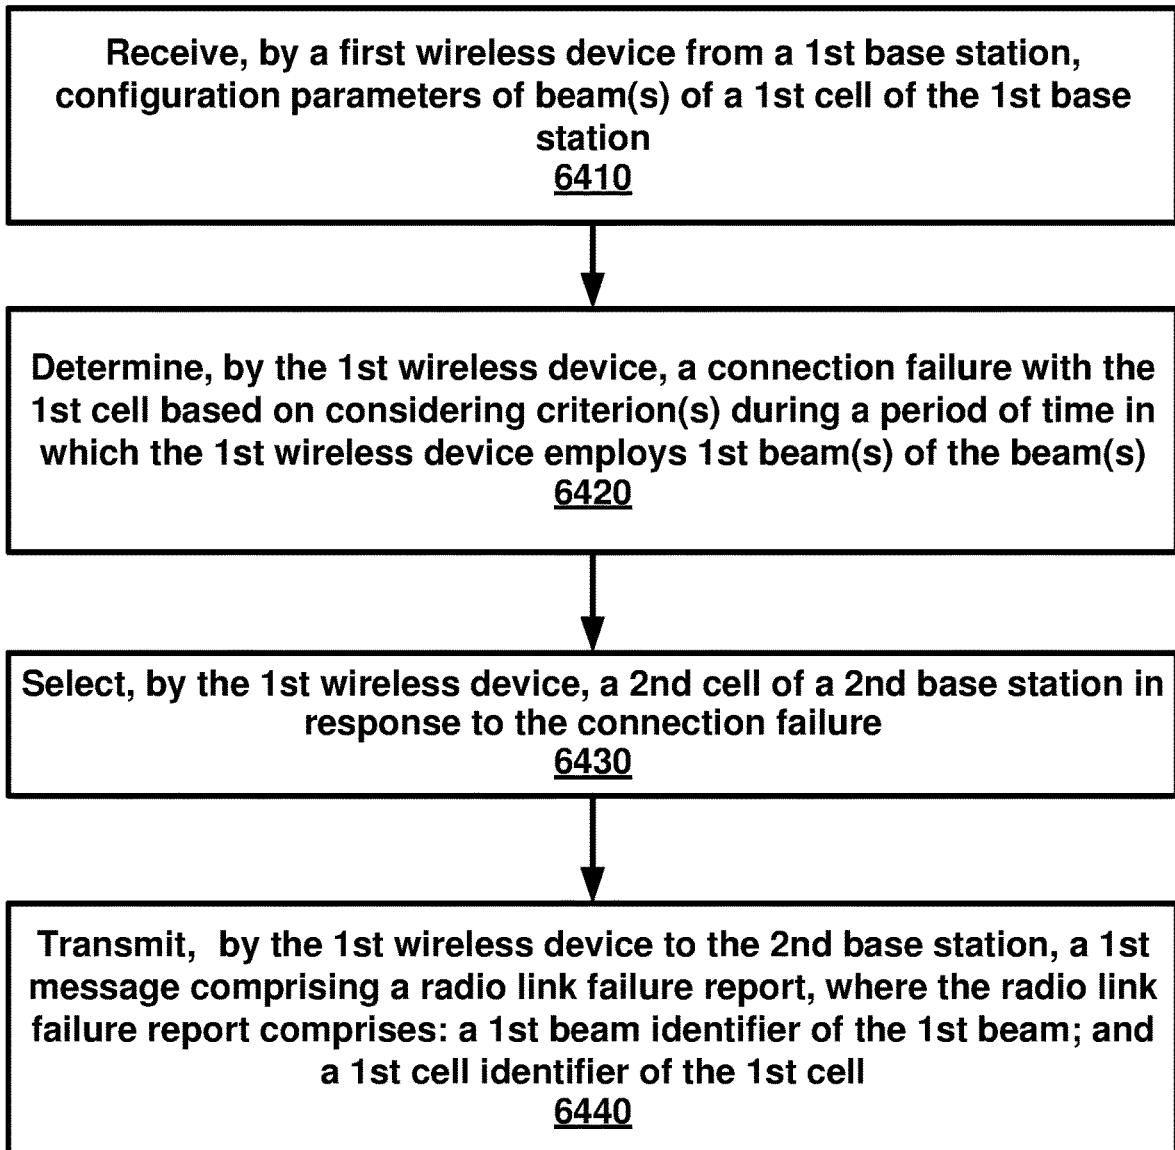 Receive, by a first wireless device from a 1st base station,
configuration parameters of beam(s) of a 1st cell of the 1st base
station
6410
Determine, by the 1st wireless device, a connection failure with the
1st cell based on considering criterion(s) during a period of time in
which the 1st wireless device employs 1st beam(s) of the beam(s)
6420
Select, by the 1st wireless device, a 2nd cell of a 2nd base station in
response to the connection failure
6430
Transmit, by the 1st wireless device to the 2nd base station, a 1st
message comprising a radio link failure report, where the radio link
failure report comprises: a 1st beam identifier of the 1st beam; and
a 1st cell identifier of the 1st cell
6440